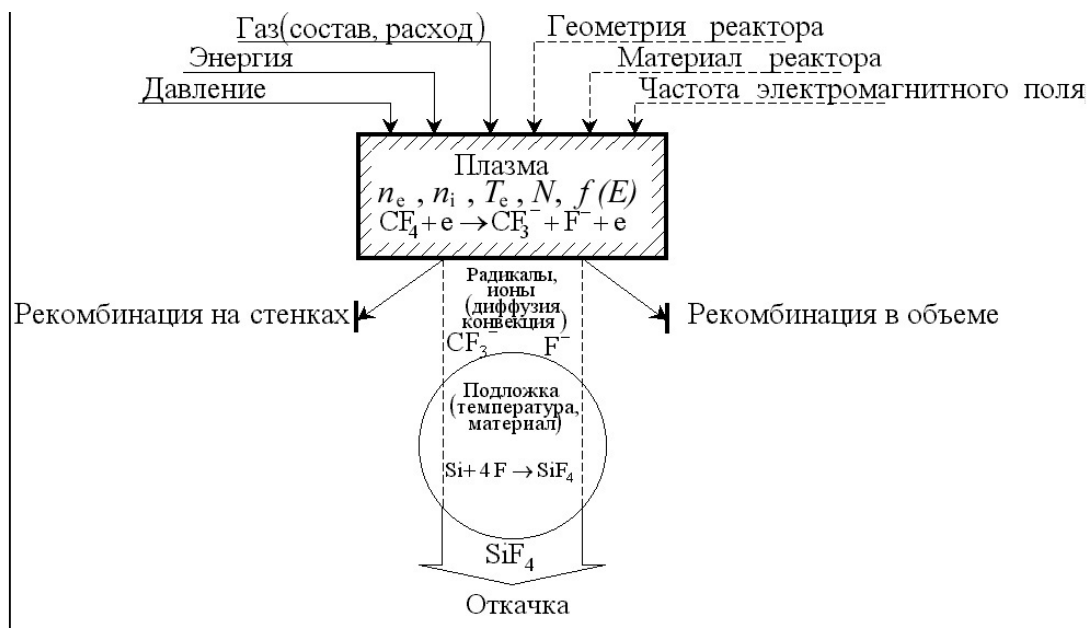 Газ(состав, расход)
Геометрия реактора
Энергия
Материал реактора
Давление
Частота электромагнитного поля
Плазма
nₑ , nᵢ , Tₑ , N, f (E)
CF₄ + e → CF₃⁻ + F⁻ + e
Радикалы,
ионы
(диффузия
конвекция)
Рекомбинация на стенках
Рекомбинация в объеме
CF₃⁻ F⁻
Подложка
(температура,
материал)
Si + 4 F → SiF₄
SiF₄
Откачка